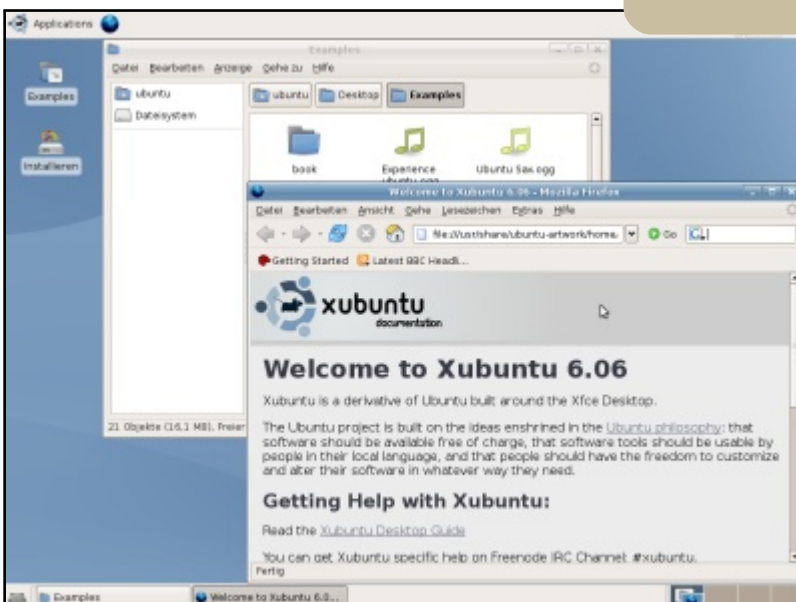 Applications
Examples
Installieren
Examples
Datei Bearbeiten Anzeige Gehe zu Hilfe
ubuntu
Dateisystem
ubuntu Desktop Examples
book
Experience
ubuntu.ogg
Ubuntu Sax.ogg
21 Objekte (16,1 MB), Freier
Welcome to Xubuntu 6.06 - Mozilla Firefox
Datei Bearbeiten Ansicht Gehe Lesezeichen Extras Hilfe
file:///usr/share/ubuntu-artwork/home. Go
Getting Started Latest BBC Headli...
xubuntu
documentation
Welcome to Xubuntu 6.06
Xubuntu is a derivative of Ubuntu built around the Xfce Desktop.
The Ubuntu project is built on the ideas enshrined in the Ubuntu philosophy: that
software should be available free of charge, that software tools should be usable by
people in their local language, and that people should have the freedom to customize
and alter their software in whatever way they need.
Getting Help with Xubuntu:
Read the Xubuntu Desktop Guide
You can get Xubuntu specific help on Freenode IRC Channel: #xubuntu.
Fertig
Examples
Welcome to Xubuntu 6.0...